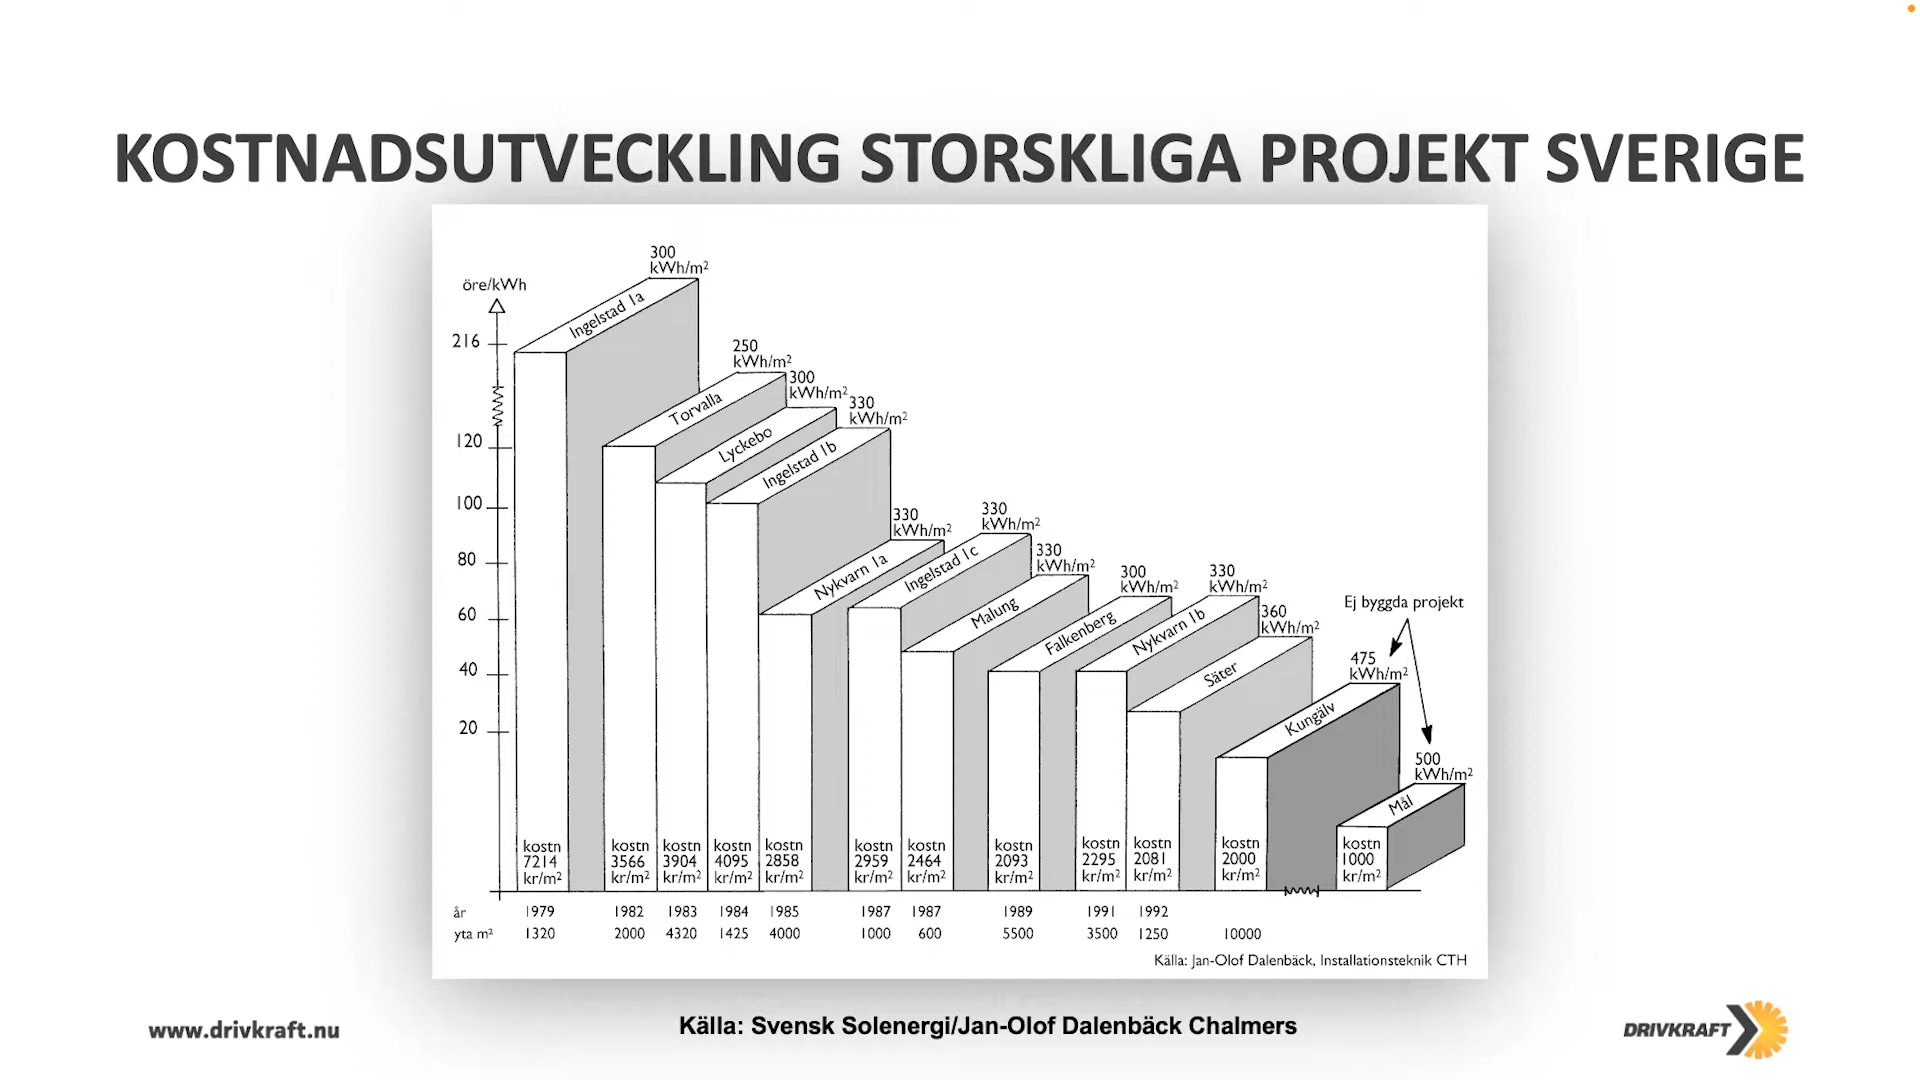 KOSTNADSUTVECKLING STORSKLIGA PROJEKT SVERIGE
300
kWh/m²
öre/kWh
Ingelstad 1a
216
250
kWh/m²
Torvalla
300
kWh/m²
Lyckebo
330
kWh/m²
Ingelstad 1b
120
100
330
kWh/m²
Nykvarn 1a
330
kWh/m²
Ingelstad 1c
330
kWh/m²
Malung
80
300
kWh/m²
Falkenberg
330
kWh/m²
Nykvarn 1b
360
kWh/m²
Säter
60
Ej byggda projekt
475
kWh/m²
Kungälv
40
20
500
kWh/m²
Mål
kostn
7214
kr/m²
kostn
3566
kr/m²
kostn
3904
kr/m²
kostn
4095
kr/m²
kostn
2858
kr/m²
kostn
2959
kr/m²
kostn
2464
kr/m²
kostn
2093
kr/m²
kostn
2295
kr/m²
kostn
2081
kr/m²
kostn
2000
kr/m²
kostn
1000
kr/m²
år 1979 1982 1983 1984 1985 1987 1987 1989 1991 1992
yta m² 1320 2000 4320 1425 4000 1000 600 5500 3500 1250 10000
Källa: Jan-Olof Dalenbäck, Installationsteknik CTH
www.drivkraft.nu
Källa: Svensk Solenergi/Jan-Olof Dalenbäck Chalmers
DRIVKRAFT